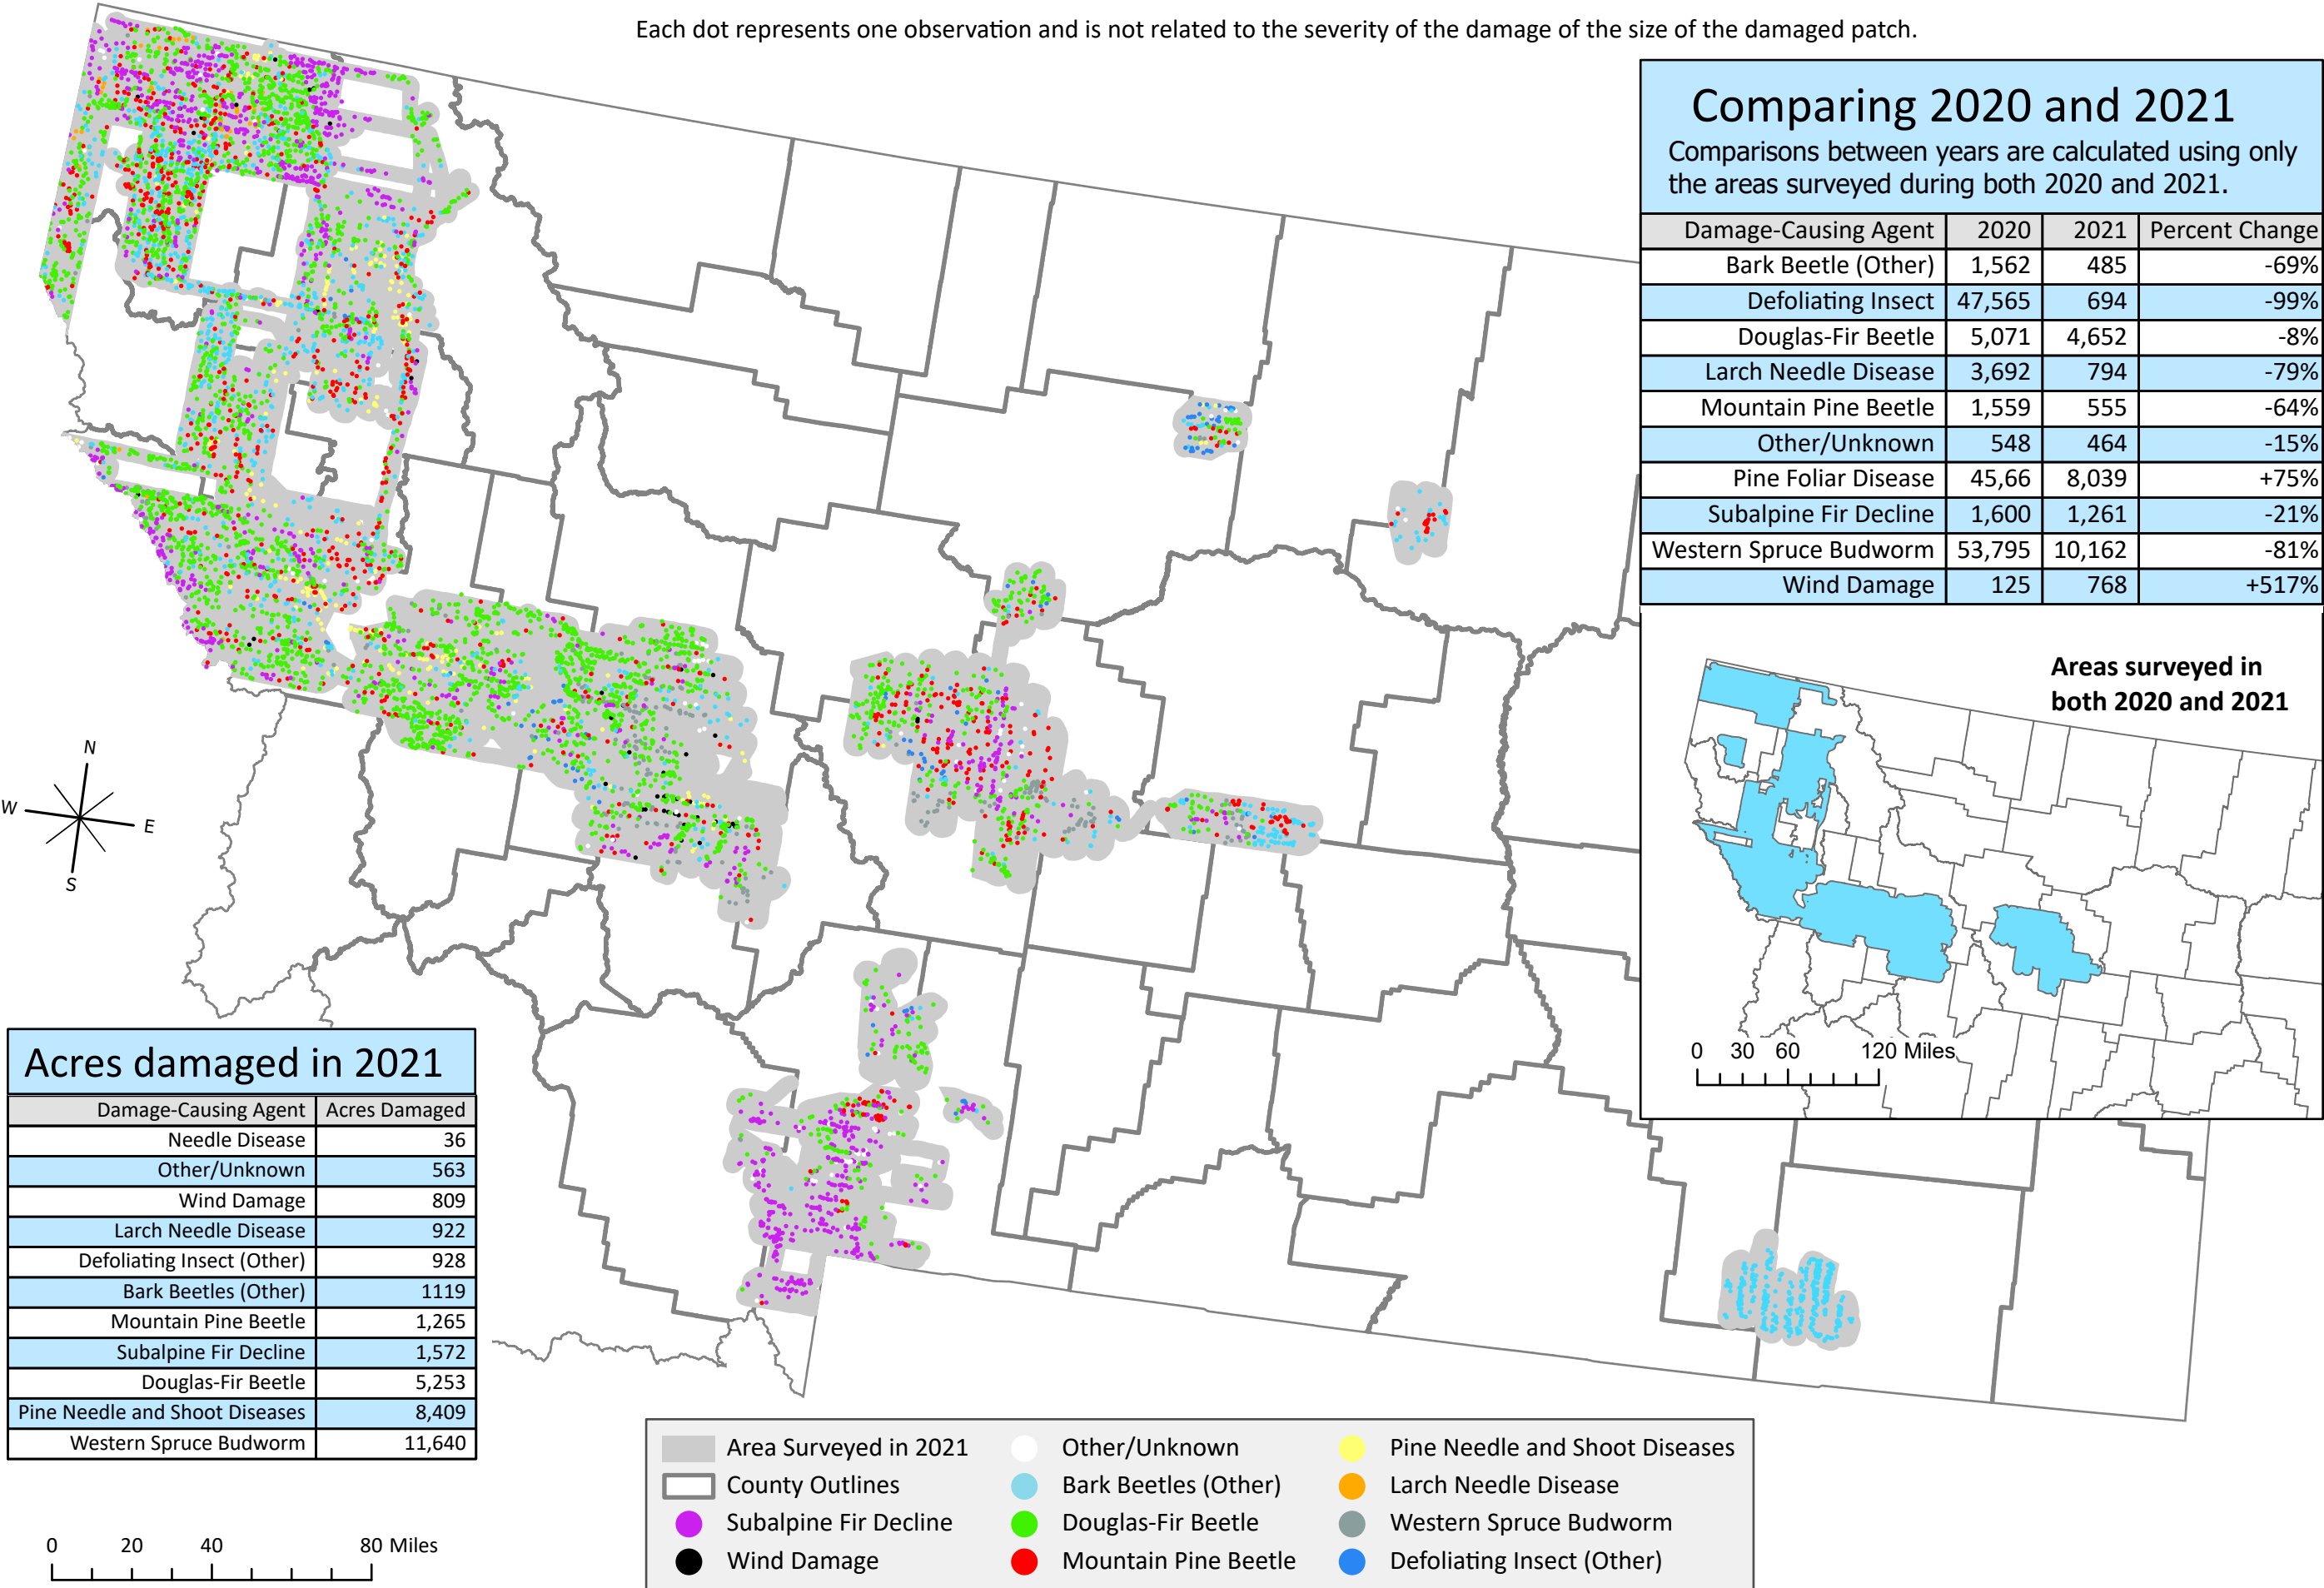 Each dot represents one observation and is not related to the severity of the damage of the size of the damaged patch.
Comparing 2020 and 2021
Comparisons between years are calculated using only
the areas surveyed during both 2020 and 2021.
Damage-Causing Agent 2020 2021 Percent Change
Bark Beetle (Other) 1,562 485 -69%
Defoliating Insect 47,565 694 -99%
Douglas-Fir Beetle 5,071 4,652 -8%
Larch Needle Disease 3,692 794 -79%
Mountain Pine Beetle 1,559 555 -64%
Other/Unknown 548 464 -15%
Pine Foliar Disease 45,66 8,039 +75%
Subalpine Fir Decline 1,600 1,261 -21%
Western Spruce Budworm 53,795 10,162 -81%
Wind Damage 125 768 +517%
Areas surveyed in
both 2020 and 2021
0 30 60 120 Miles
N
W E
S
Acres damaged in 2021
Damage-Causing Agent Acres Damaged
Needle Disease 36
Other/Unknown 563
Wind Damage 809
Larch Needle Disease 922
Defoliating Insect (Other) 928
Bark Beetles (Other) 1119
Mountain Pine Beetle 1,265
Subalpine Fir Decline 1,572
Douglas-Fir Beetle 5,253
Pine Needle and Shoot Diseases 8,409
Western Spruce Budworm 11,640
0 20 40 80 Miles
Area Surveyed in 2021 Other/Unknown Pine Needle and Shoot Diseases
County Outlines Bark Beetles (Other) Larch Needle Disease
Subalpine Fir Decline Douglas-Fir Beetle Western Spruce Budworm
Wind Damage Mountain Pine Beetle Defoliating Insect (Other)